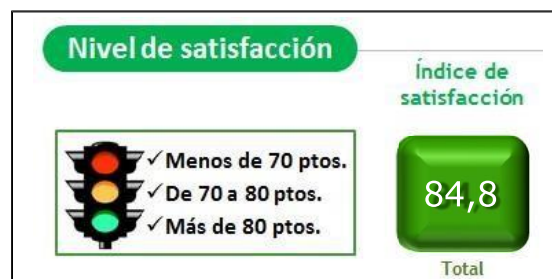 Nivel de satisfacción
Índice de
satisfacción
✓ Menos de 70 ptos.
✓ De 70 a 80 ptos.
✓ Más de 80 ptos.
84,8
Total